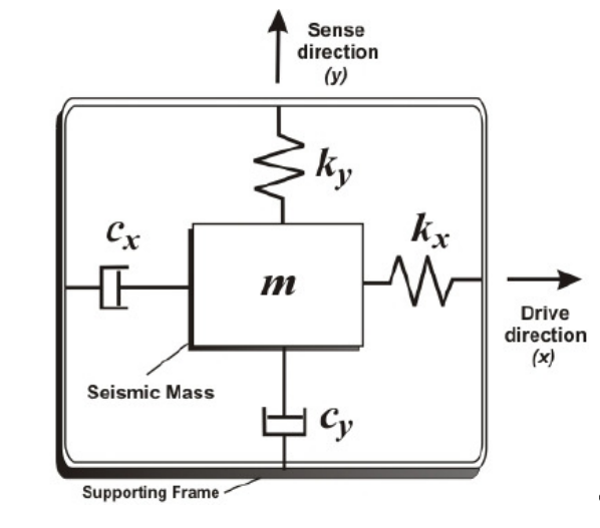 Sense
direction
(y)
k_y
c_x
k_x
m
Drive
direction
(x)
Seismic Mass
c_y
Supporting Frame